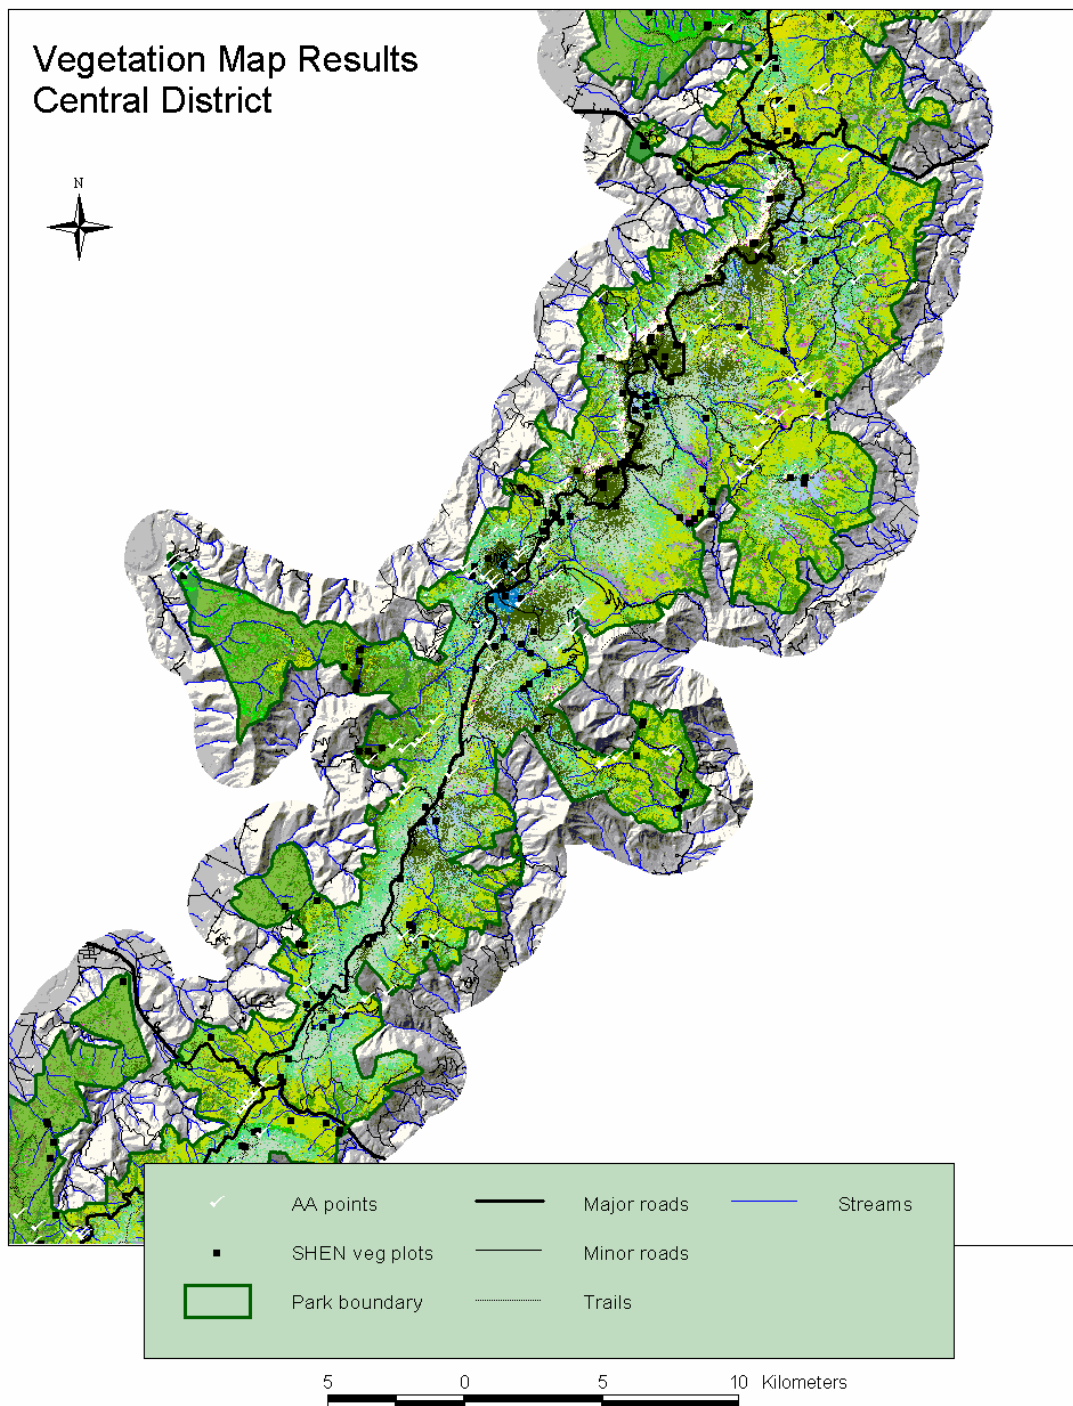 Vegetation Map Results
Central District
N
AA points
Major roads
Streams
SHEN veg plots
Minor roads
Park boundary
Trails
5 0 5 10 Kilometers